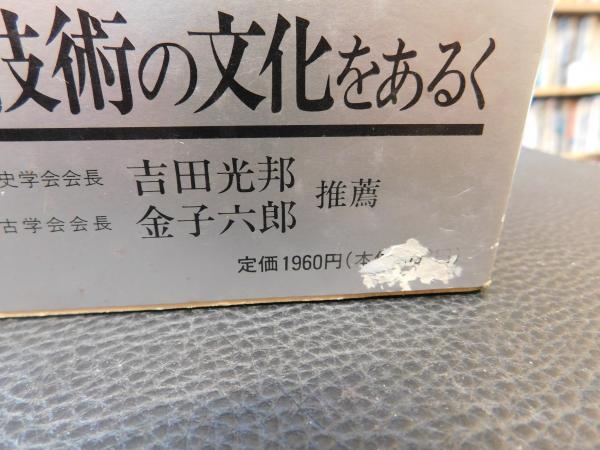 技術の文化をあるく
史学会会長 吉田光邦
古学会会長 金子六郎
推薦
定価1960円(本